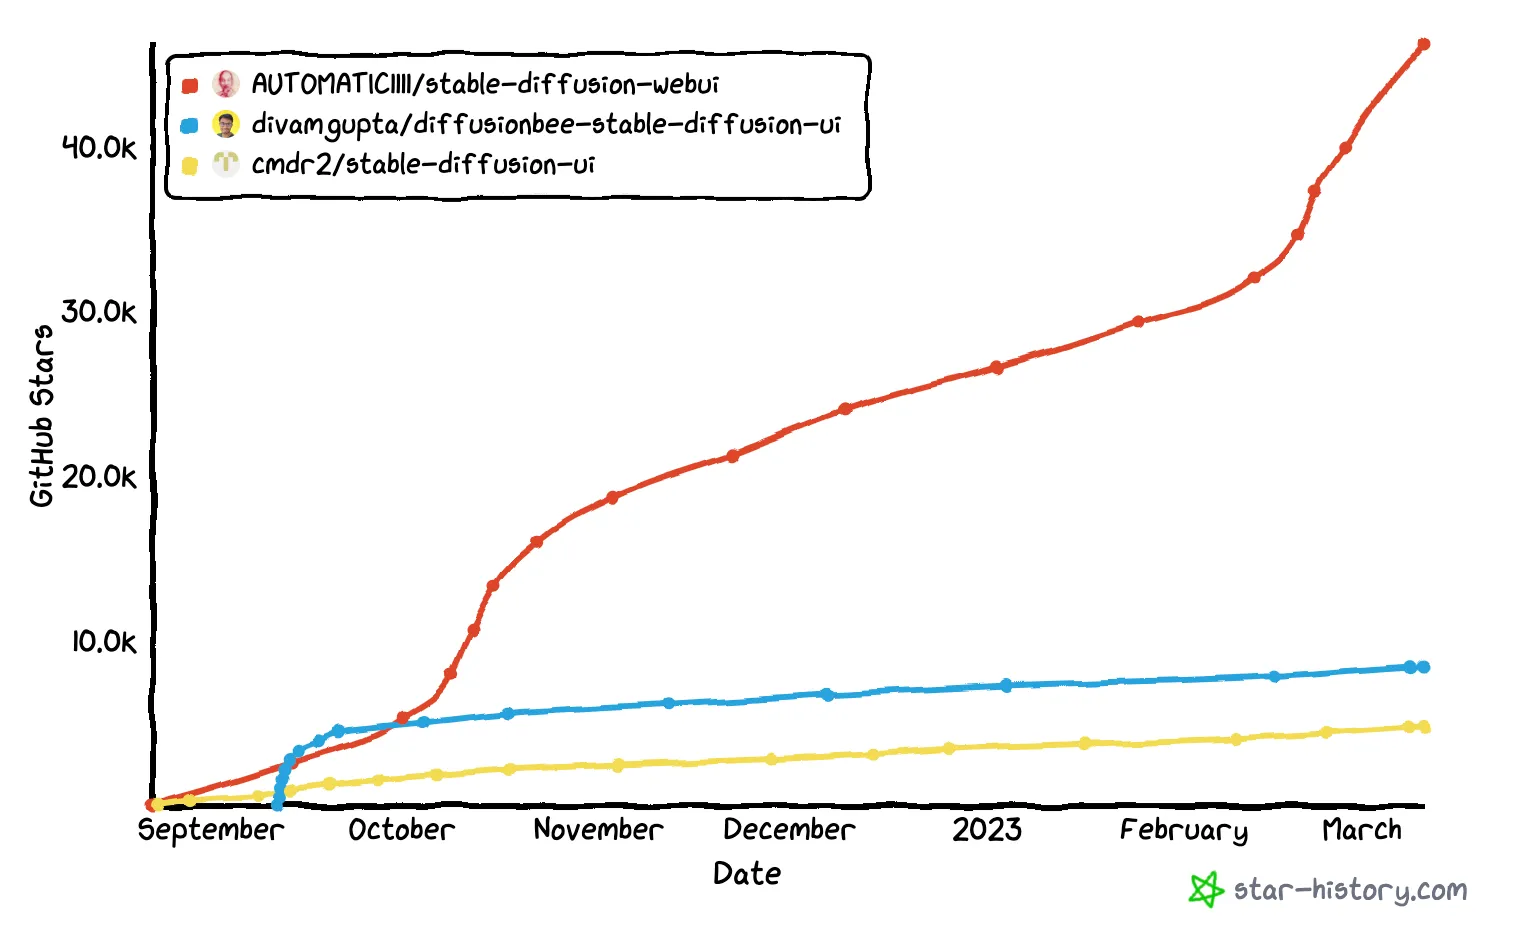 AUTOMATIC1111/stable-diffusion-webui
divamgupta/diffusionbee-stable-diffusion-ui
cmdr2/stable-diffusion-ui
GitHub Stars
40.0k
30.0k
20.0k
10.0k
September October November December 2023 February March
Date
star-history.com